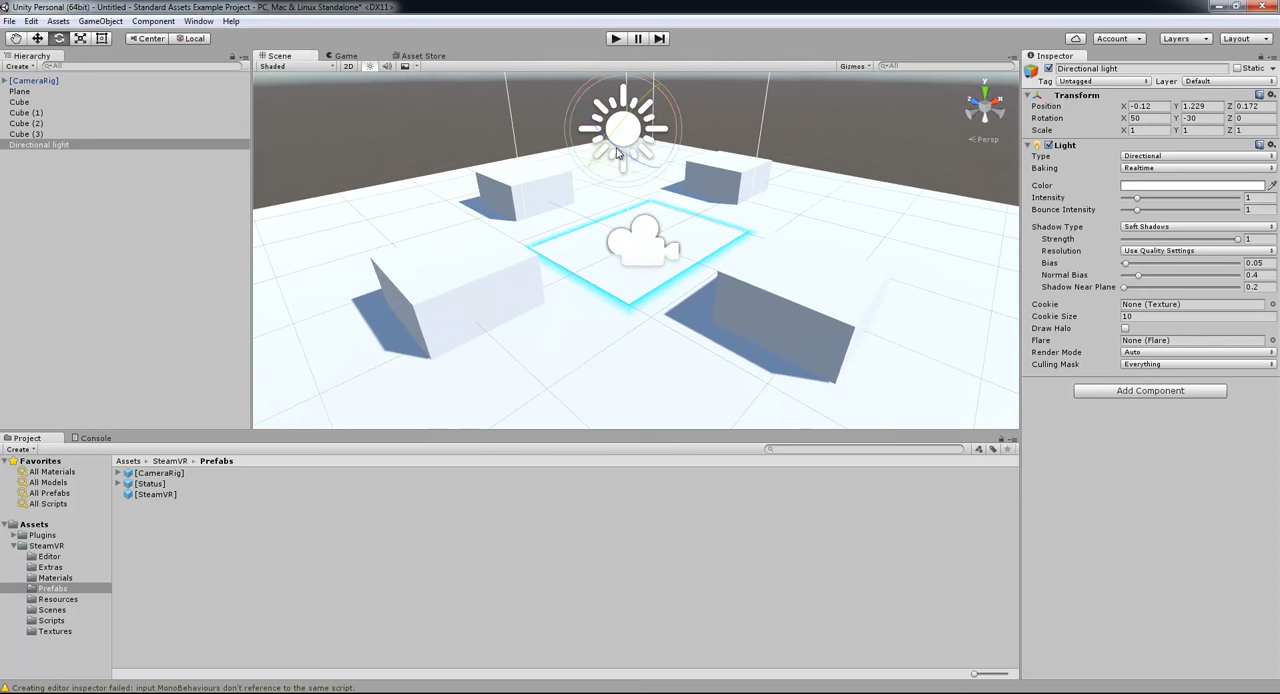 Unity Personal (64bit) - Untitled - Standard Assets Example Project - PC, Mac & Linux Standalone* <DX11>
File Edit Assets GameObject Component Window Help
Center Local Account Layers Layout
Hierarchy
Create All
[CameraRig]
Plane
Cube
Cube (1)
Cube (2)
Cube (3)
Directional light
Scene Game Asset Store
Shaded 2D Gizmos All
y
x z
Persp
Inspector
Directional light Static
Tag Untagged Layer Default
Transform
Position X -0.12 Y 1.229 Z 0.172
Rotation X 50 Y -30 Z 0
Scale X 1 Y 1 Z 1
Light
Type Directional
Baking Realtime
Color
Intensity 1
Bounce Intensity 1
Shadow Type Soft Shadows
Strength 1
Resolution Use Quality Settings
Bias 0.05
Normal Bias 0.4
Shadow Near Plane 0.2
Cookie None (Texture)
Cookie Size 10
Draw Halo
Flare None (Flare)
Render Mode Auto
Culling Mask Everything
Add Component
Project Console
Create
Favorites
All Materials
All Models
All Prefabs
All Scripts
Assets
Plugins
SteamVR
Editor
Extras
Materials
Prefabs
Resources
Scenes
Scripts
Textures
Assets SteamVR Prefabs
[CameraRig]
[Status]
[SteamVR]
Creating editor inspector failed: input MonoBehaviours don't reference to the same script.